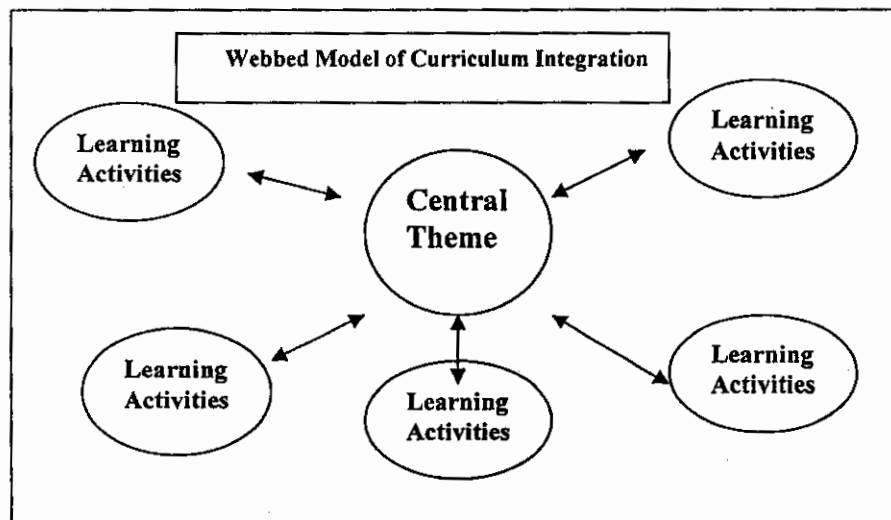 Webbed Model of Curriculum Integration
Learning
Activities
Learning
Activities
Central
Theme
Learning
Activities
Learning
Activities
Learning
Activities